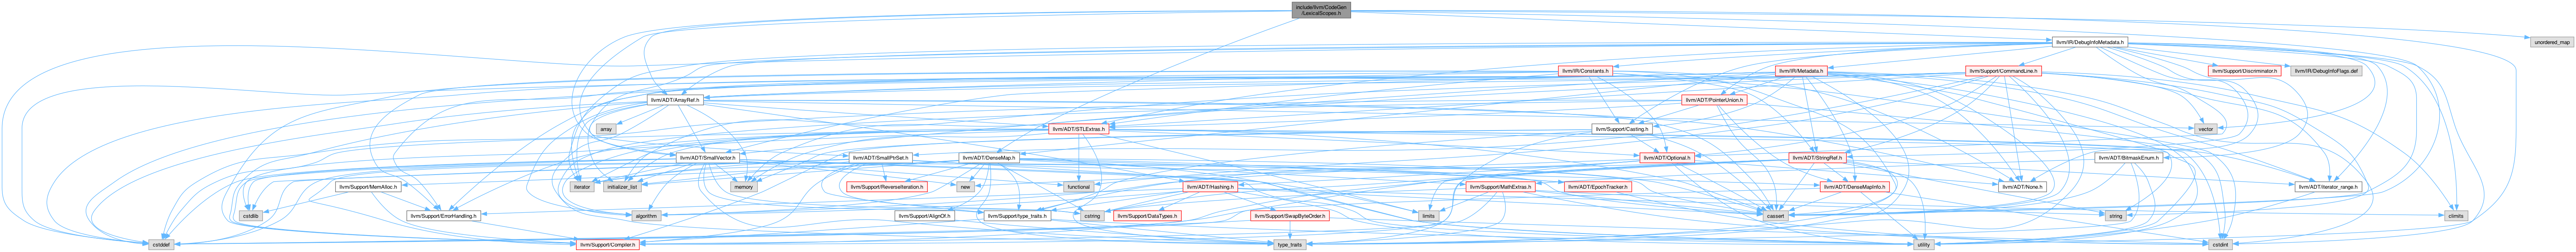 include/llvm/CodeGen
/LexicalScopes.h
llvm/IR/DebugInfoMetadata.h
unordered_map
llvm/IR/Constants.h
llvm/IR/Metadata.h
llvm/Support/CommandLine.h
llvm/Support/Discriminator.h
llvm/IR/DebugInfoFlags.def
llvm/ADT/ArrayRef.h
llvm/ADT/PointerUnion.h
array
llvm/ADT/STLExtras.h
llvm/Support/Casting.h
vector
llvm/ADT/SmallVector.h
llvm/ADT/SmallPtrSet.h
llvm/ADT/DenseMap.h
llvm/ADT/Optional.h
llvm/ADT/StringRef.h
llvm/ADT/BitmaskEnum.h
llvm/Support/MemAlloc.h
iterator
initializer_list
memory
llvm/Support/ReverseIteration.h
new
functional
llvm/ADT/Hashing.h
llvm/Support/MathExtras.h
llvm/ADT/EpochTracker.h
llvm/ADT/DenseMapInfo.h
llvm/ADT/None.h
llvm/ADT/iterator_range.h
cstdlib
llvm/Support/ErrorHandling.h
algorithm
llvm/Support/AlignOf.h
llvm/Support/type_traits.h
cstring
llvm/Support/DataTypes.h
llvm/Support/SwapByteOrder.h
limits
cassert
string
climits
cstddef
llvm/Support/Compiler.h
type_traits
utility
cstdint